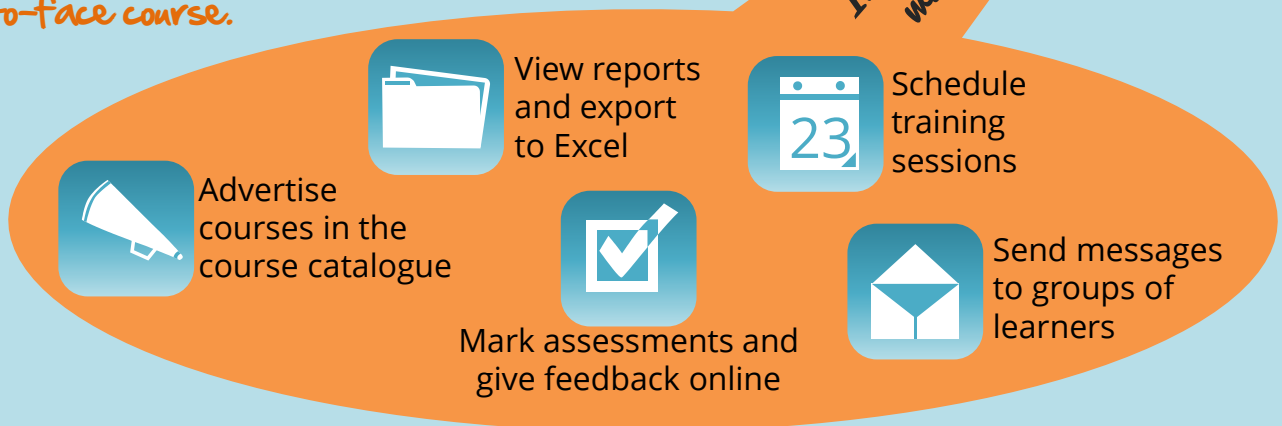 o-face course.
View reports
and export
to Excel
Schedule
training
sessions
23
Advertise
courses in the
course catalogue
Send messages
to groups of
learners
Mark assessments and
give feedback online